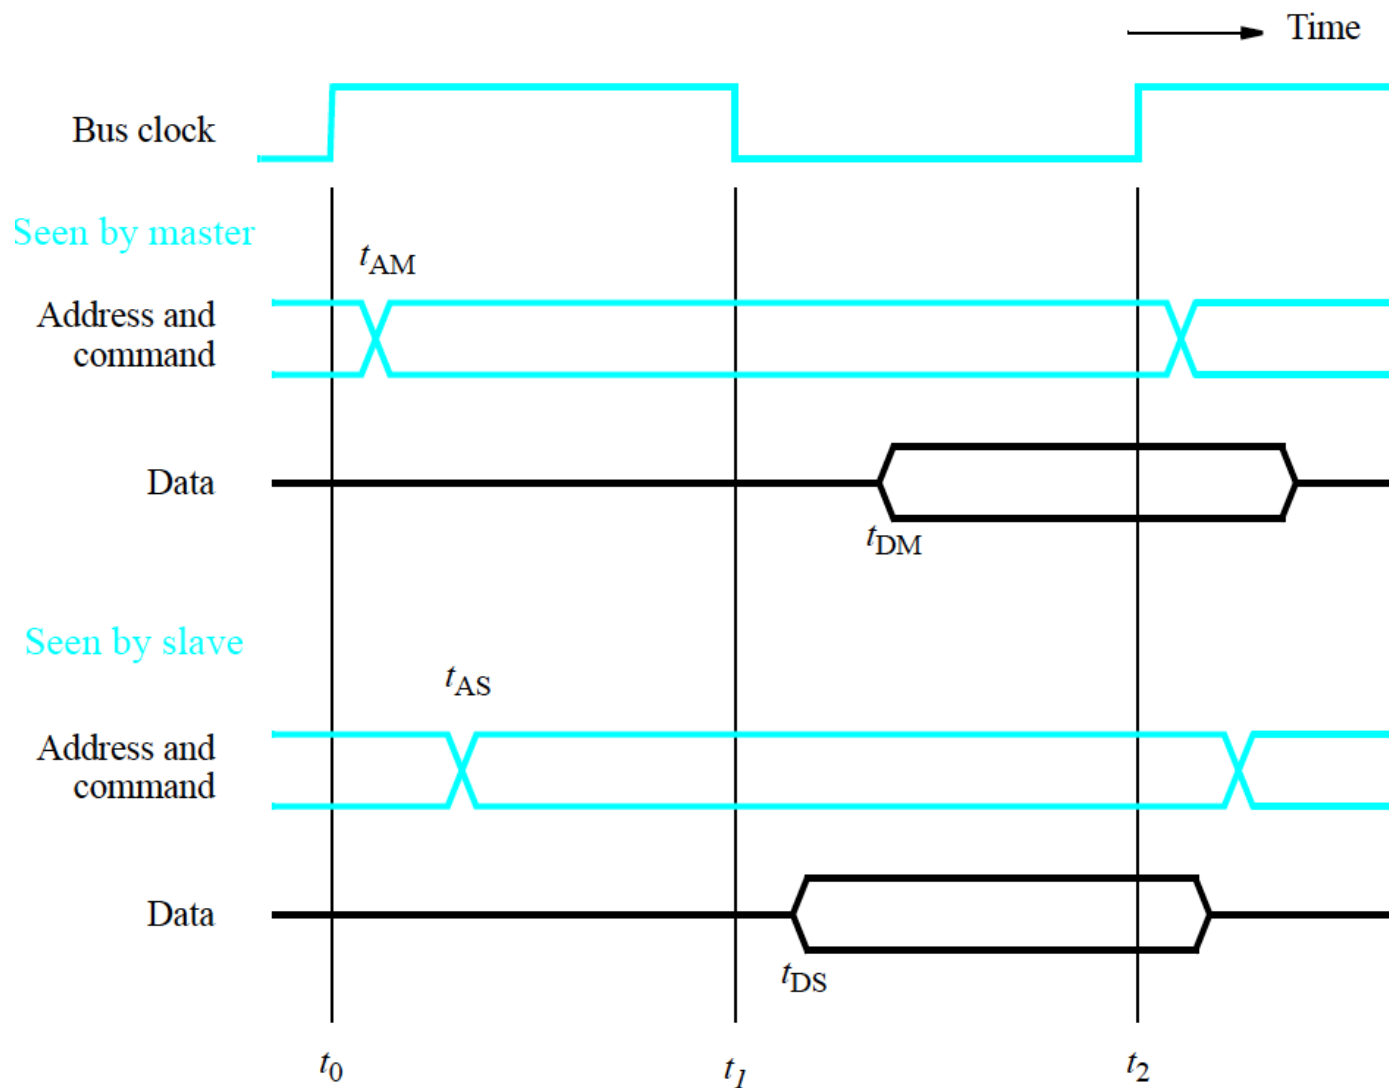 Time
Bus clock
Seen by master
tAM
Address and
command
Data
tDM
Seen by slave
tAS
Address and
command
Data
tDS
t0
t1
t2